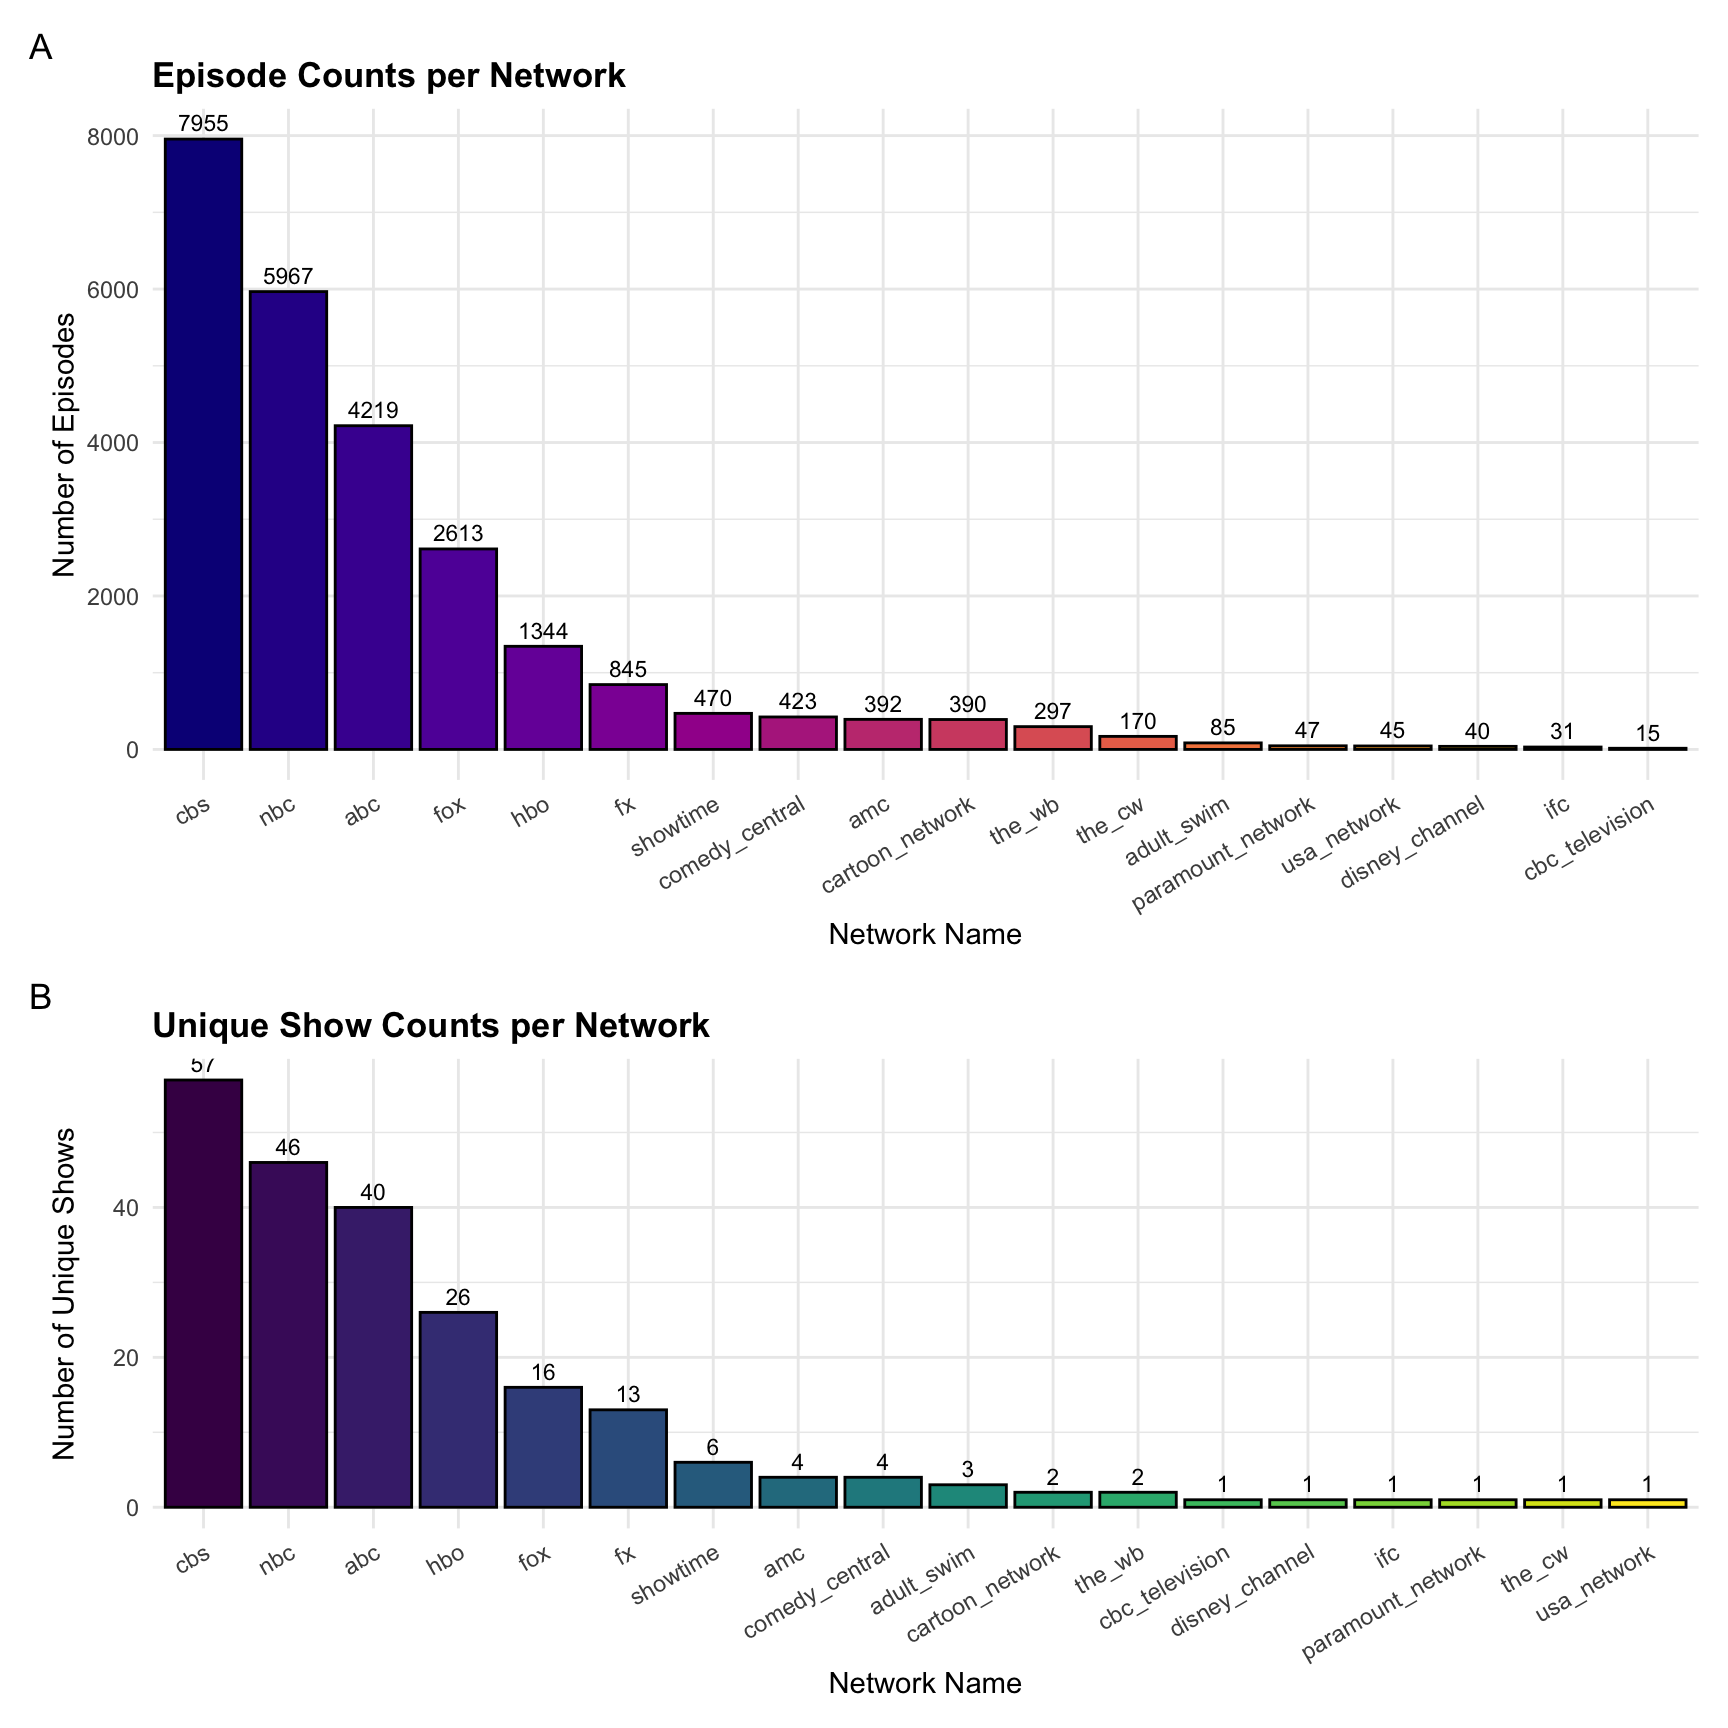 A
Episode Counts per Network
Number of Episodes
8000
6000
4000
2000
0
7955
5967
4219
2613
1344
845
470
423
392
390
297
170
85
47
45
40
31
15
cbs
nbc
abc
fox
hbo
fx
showtime
comedy_central
amc
cartoon_network
the_wb
the_cw
adult_swim
paramount_network
usa_network
disney_channel
ifc
cbc_television
Network Name
B
Unique Show Counts per Network
Number of Unique Shows
40
20
0
57
46
40
26
16
13
6
4
4
3
2
2
1
1
1
1
1
1
cbs
nbc
abc
hbo
fox
fx
showtime
amc
comedy_central
adult_swim
cartoon_network
the_wb
cbc_television
disney_channel
ifc
paramount_network
the_cw
usa_network
Network Name